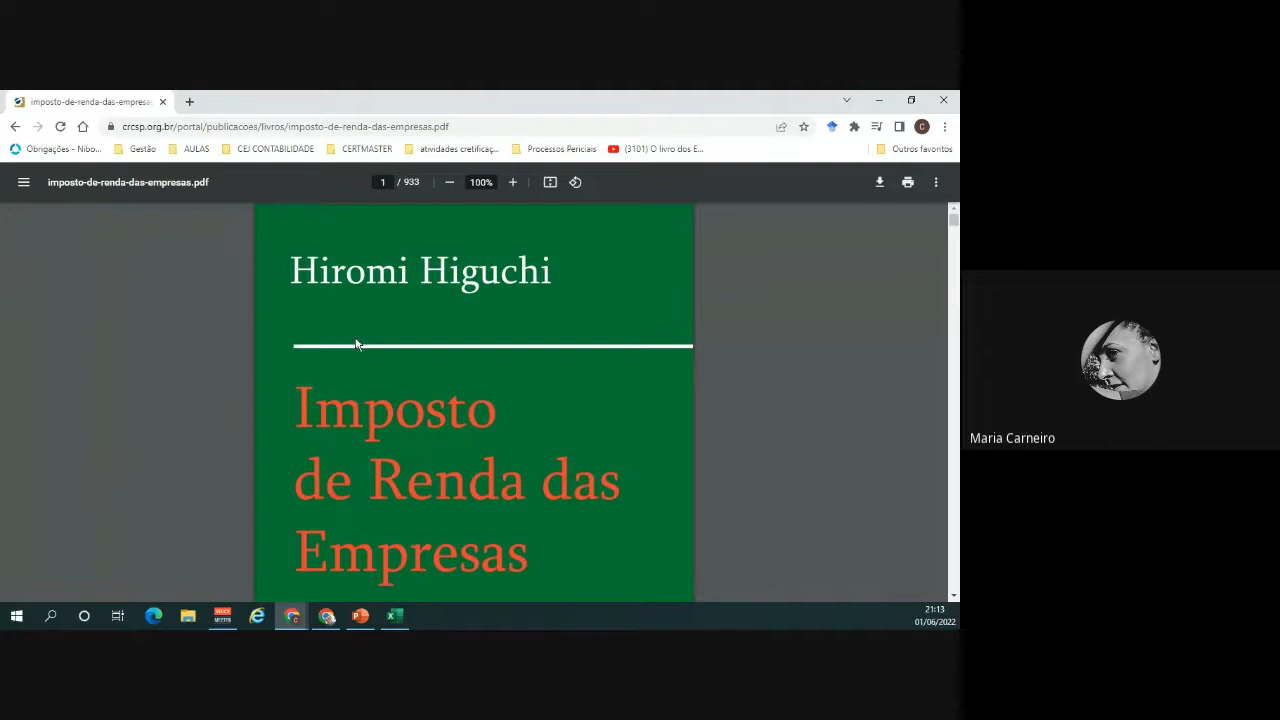 imposto-de-renda-das-empresas
crcsp.org.br/portal/publicacoes/livros/imposto-de-renda-das-empresas.pdf
Obrigações - Nibo... Gestão AULAS CEJ CONTABILIDADE CERTMASTER atividades cretificaç... Processos Periciais (3101) O livro dos E... Outros favoritos
imposto-de-renda-das-empresas.pdf 1 / 933 100%
Hiromi Higuchi
Imposto
de Renda das
Empresas
Maria Carneiro
21:13
01/06/2022